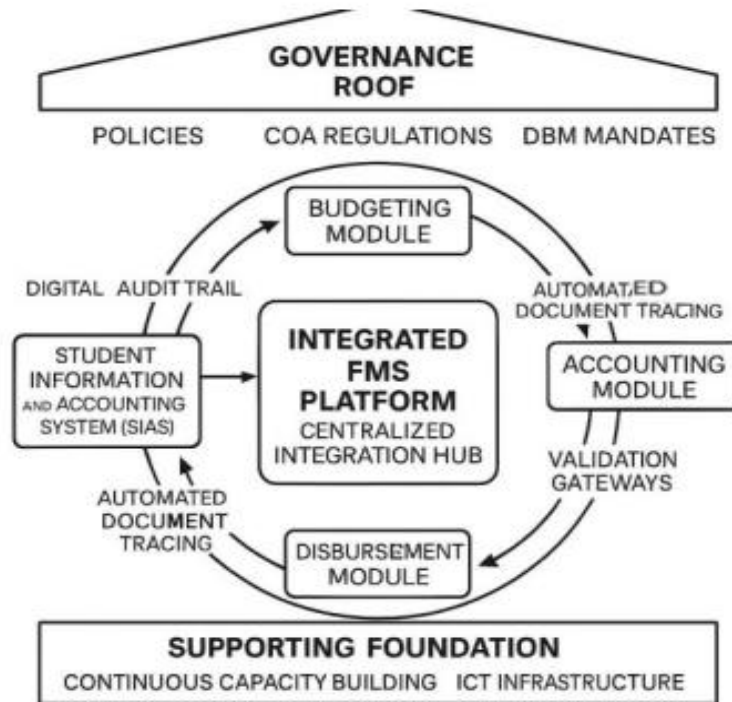 GOVERNANCE
ROOF
POLICIES COA REGULATIONS DBM MANDATES
BUDGETING
MODULE
DIGITAL AUDIT TRAIL
AUTOMATED
DOCUMENT TRACING
STUDENT
INFORMATION
AND ACCOUNTING
SYSTEM (SIAS)
INTEGRATED
FMS
PLATFORM
CENTRALIZED
INTEGRATION HUB
ACCOUNTING
MODULE
VALIDATION
GATEWAYS
AUTOMATED
DOCUMENT
TRACING
DISBURSEMENT
MODULE
SUPPORTING FOUNDATION
CONTINUOUS CAPACITY BUILDING ICT INFRASTRUCTURE